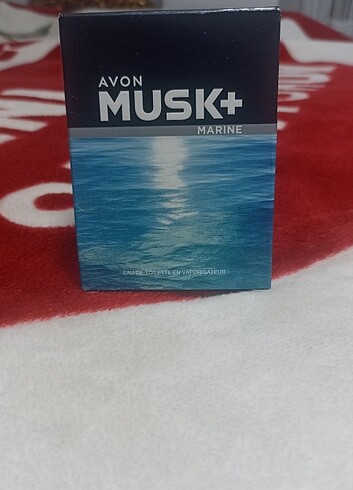 AVON
MUSK+
MARINE
EAU DE TOILETTE EN VAPORISATEUR